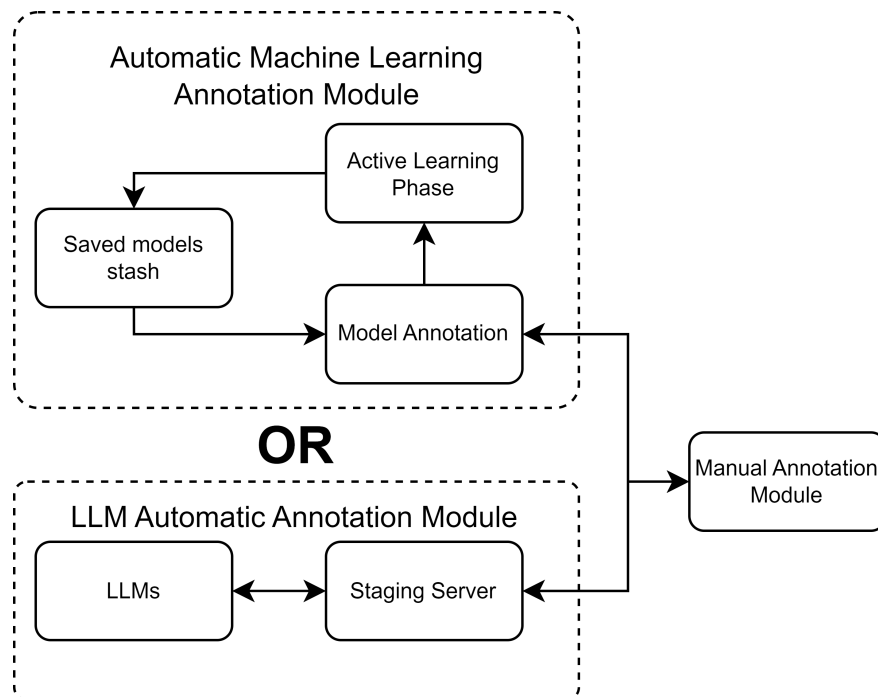 Automatic Machine Learning
Annotation Module
Active Learning
Phase
Saved models
stash
Model Annotation
OR
Manual Annotation
Module
LLM Automatic Annotation Module
LLMs
Staging Server